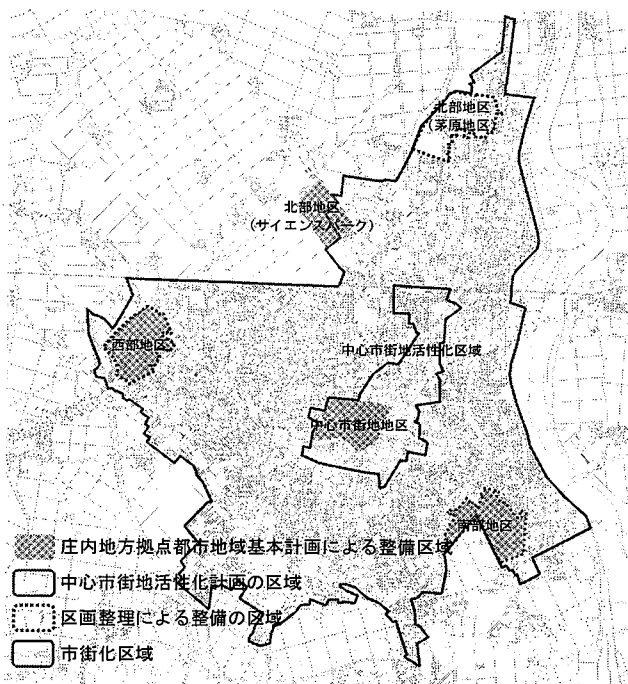 北部地区
（茅原地区）
北部地区
（サイエンスパーク）
西部地区
中心市街地活性化区域
中心市街地地区
南部地区
庄内地方拠点都市地域基本計画による整備区域
中心市街地活性化計画の区域
区画整理による整備の区域
市街化区域